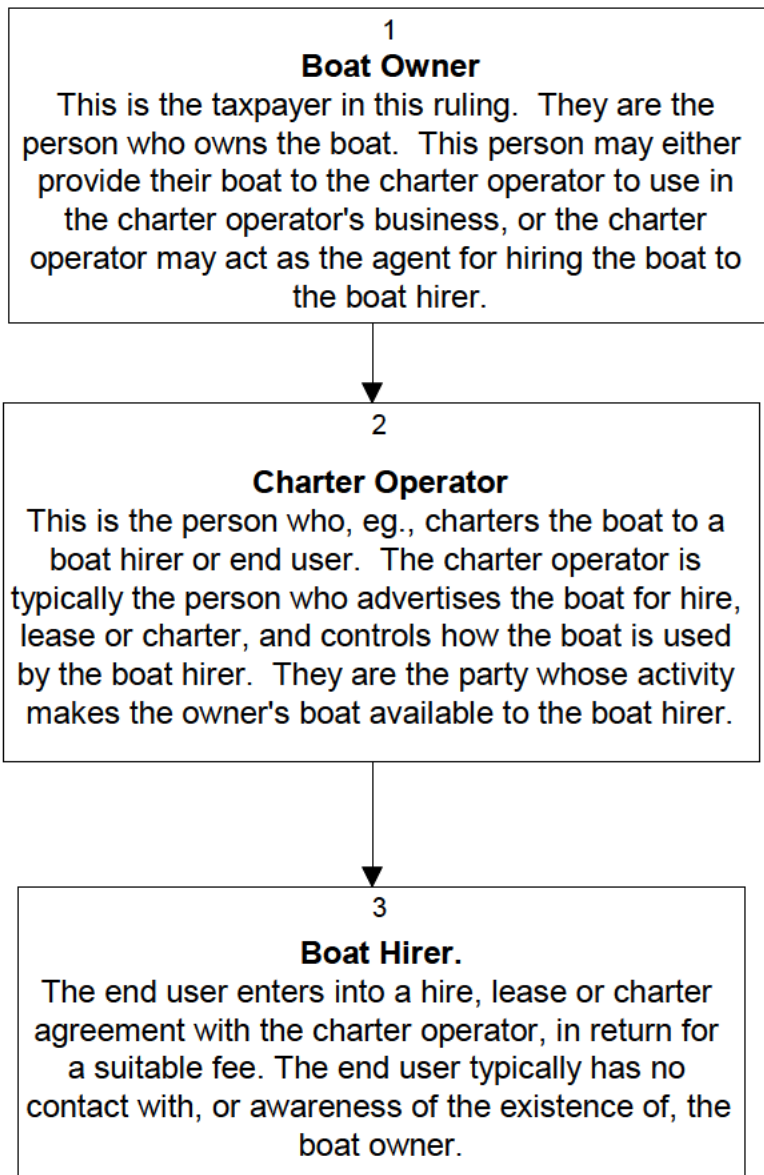 1
Boat Owner
This is the taxpayer in this ruling.  They are the
person who owns the boat.  This person may either
provide their boat to the charter operator to use in
the charter operator's business, or the charter
operator may act as the agent for hiring the boat to
the boat hirer.
2
Charter Operator
This is the person who, eg., charters the boat to a
boat hirer or end user.  The charter operator is
typically the person who advertises the boat for hire,
lease or charter, and controls how the boat is used
by the boat hirer.  They are the party whose activity
makes the owner's boat available to the boat hirer.
3
Boat Hirer.
The end user enters into a hire, lease or charter
agreement with the charter operator, in return for
a suitable fee. The end user typically has no
contact with, or awareness of the existence of, the
boat owner.